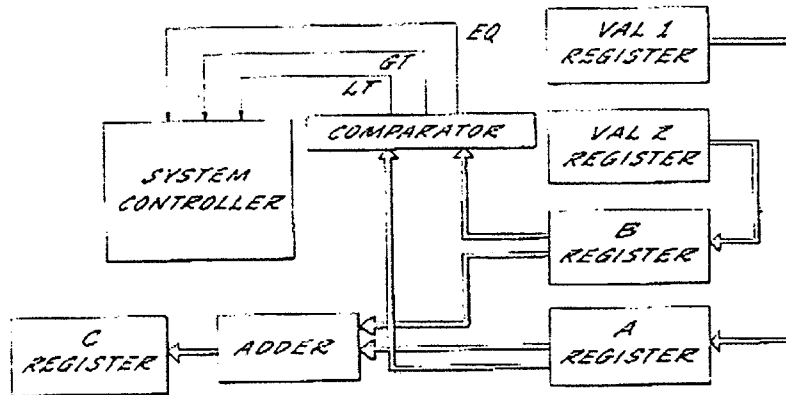 EQ
GT
LT
VAL 1
REGISTER
COMPARATOR
VAL 2
REGISTER
SYSTEM
CONTROLLER
B
REGISTER
C
REGISTER
ADDER
A
REGISTER